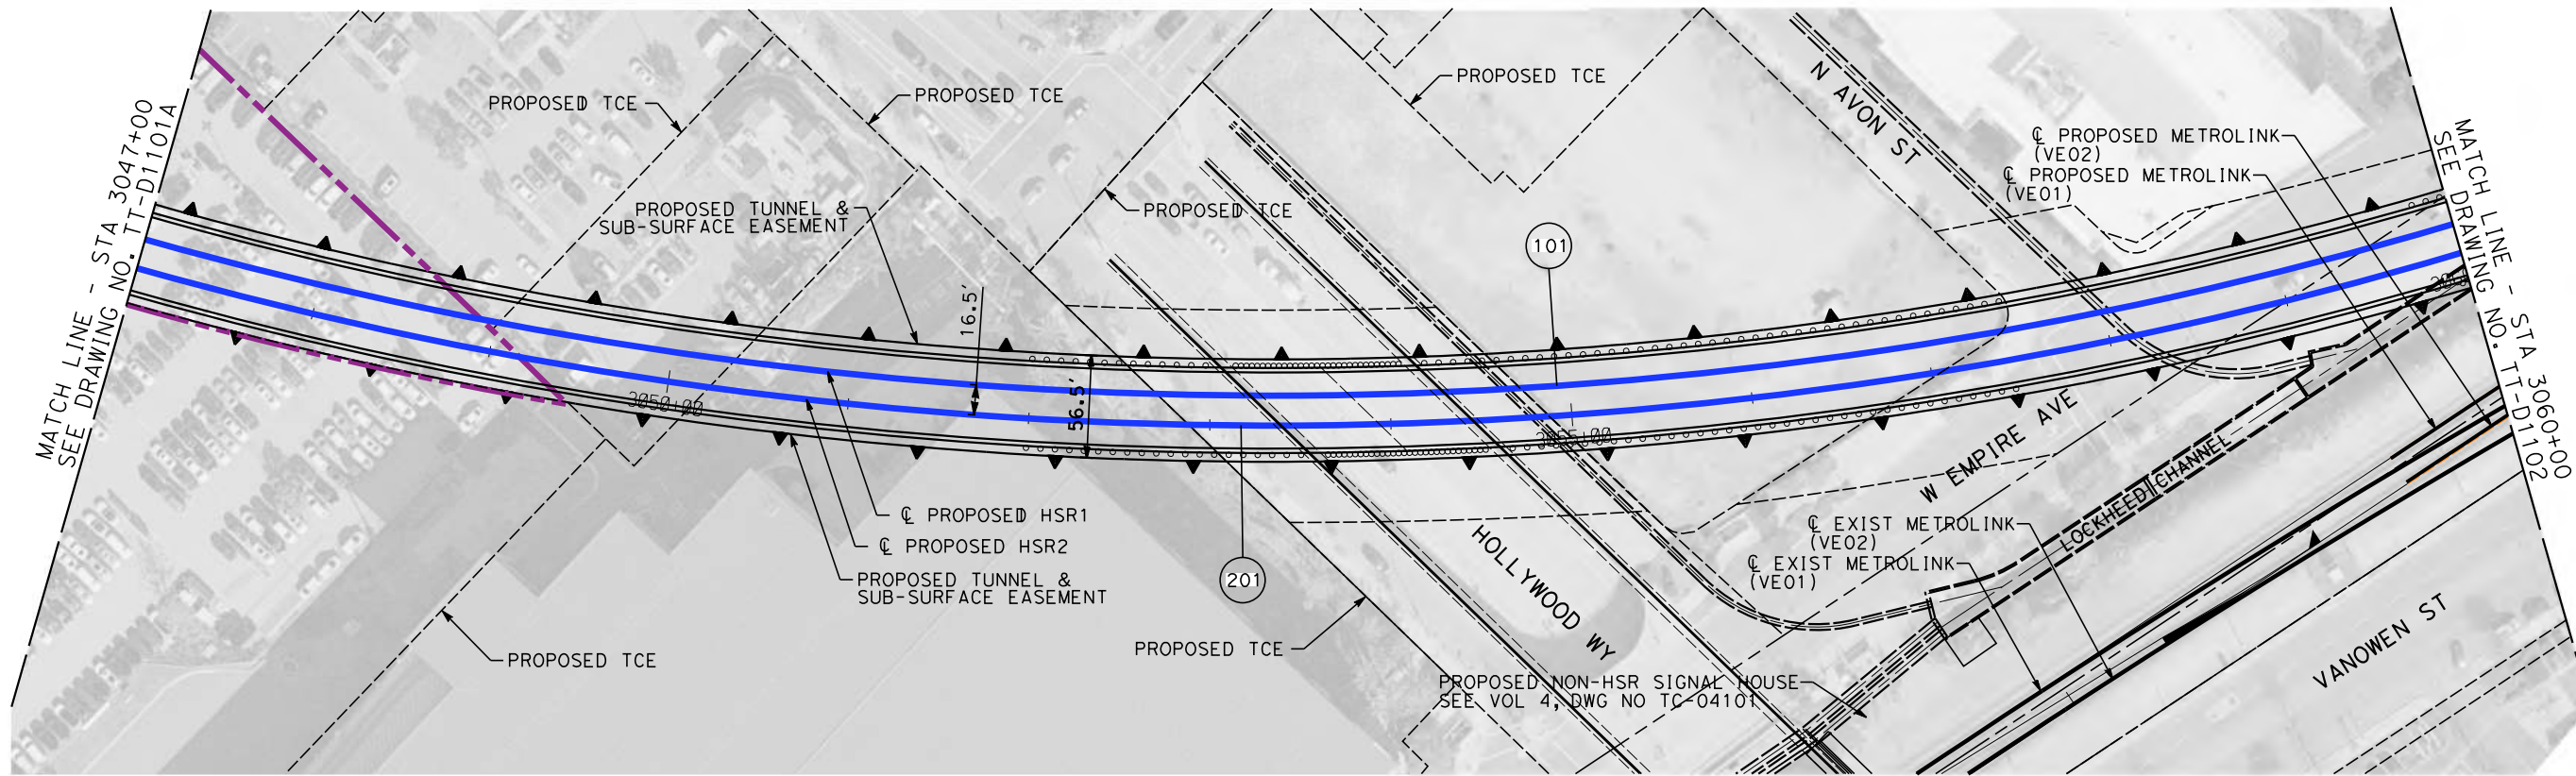 MATCH LINE - STA 3047+00
SEE DRAWING NO. TT-D1101A
PROPOSED TCE
PROPOSED TCE
PROPOSED TCE
N AVON ST
℄ PROPOSED METROLINK
(VE02)
℄ PROPOSED METROLINK
(VE01)
MATCH LINE - STA 3060+00
SEE DRAWING NO. TT-D1102
PROPOSED TUNNEL &
SUB-SURFACE EASEMENT
PROPOSED TCE
101
16.5'
56.5'
3050+00
3055+00
W EMPIRE AVE
LOCKHEED CHANNEL
℄ PROPOSED HSR1
℄ PROPOSED HSR2
PROPOSED TUNNEL &
SUB-SURFACE EASEMENT
201
HOLLYWOOD WY
℄ EXIST METROLINK
(VE02)
℄ EXIST METROLINK
(VE01)
VANOWEN ST
PROPOSED TCE
PROPOSED TCE
PROPOSED NON-HSR SIGNAL HOUSE
SEE VOL 4, DWG NO TC-04101